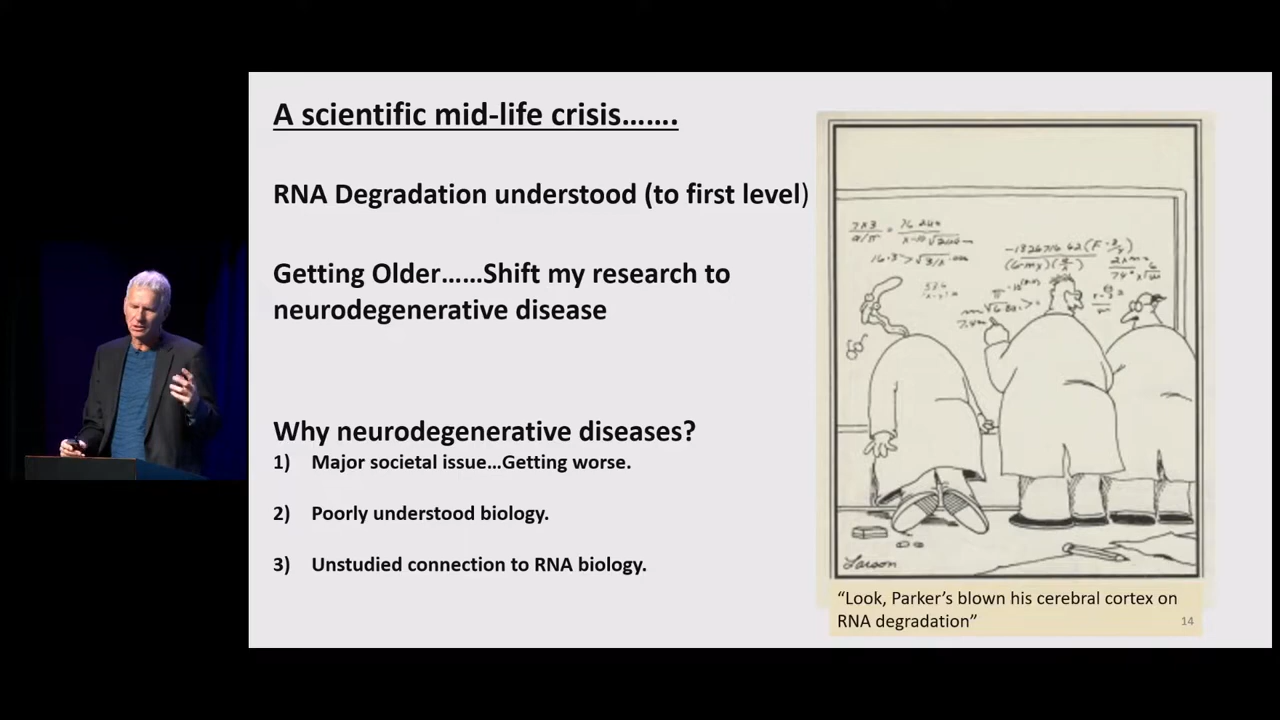 A scientific mid-life crisis…….
RNA Degradation understood (to first level)
Getting Older……Shift my research to
neurodegenerative disease
Why neurodegenerative diseases?
1) Major societal issue…Getting worse.
2) Poorly understood biology.
3) Unstudied connection to RNA biology.
Larson
“Look, Parker’s blown his cerebral cortex on
RNA degradation”
14